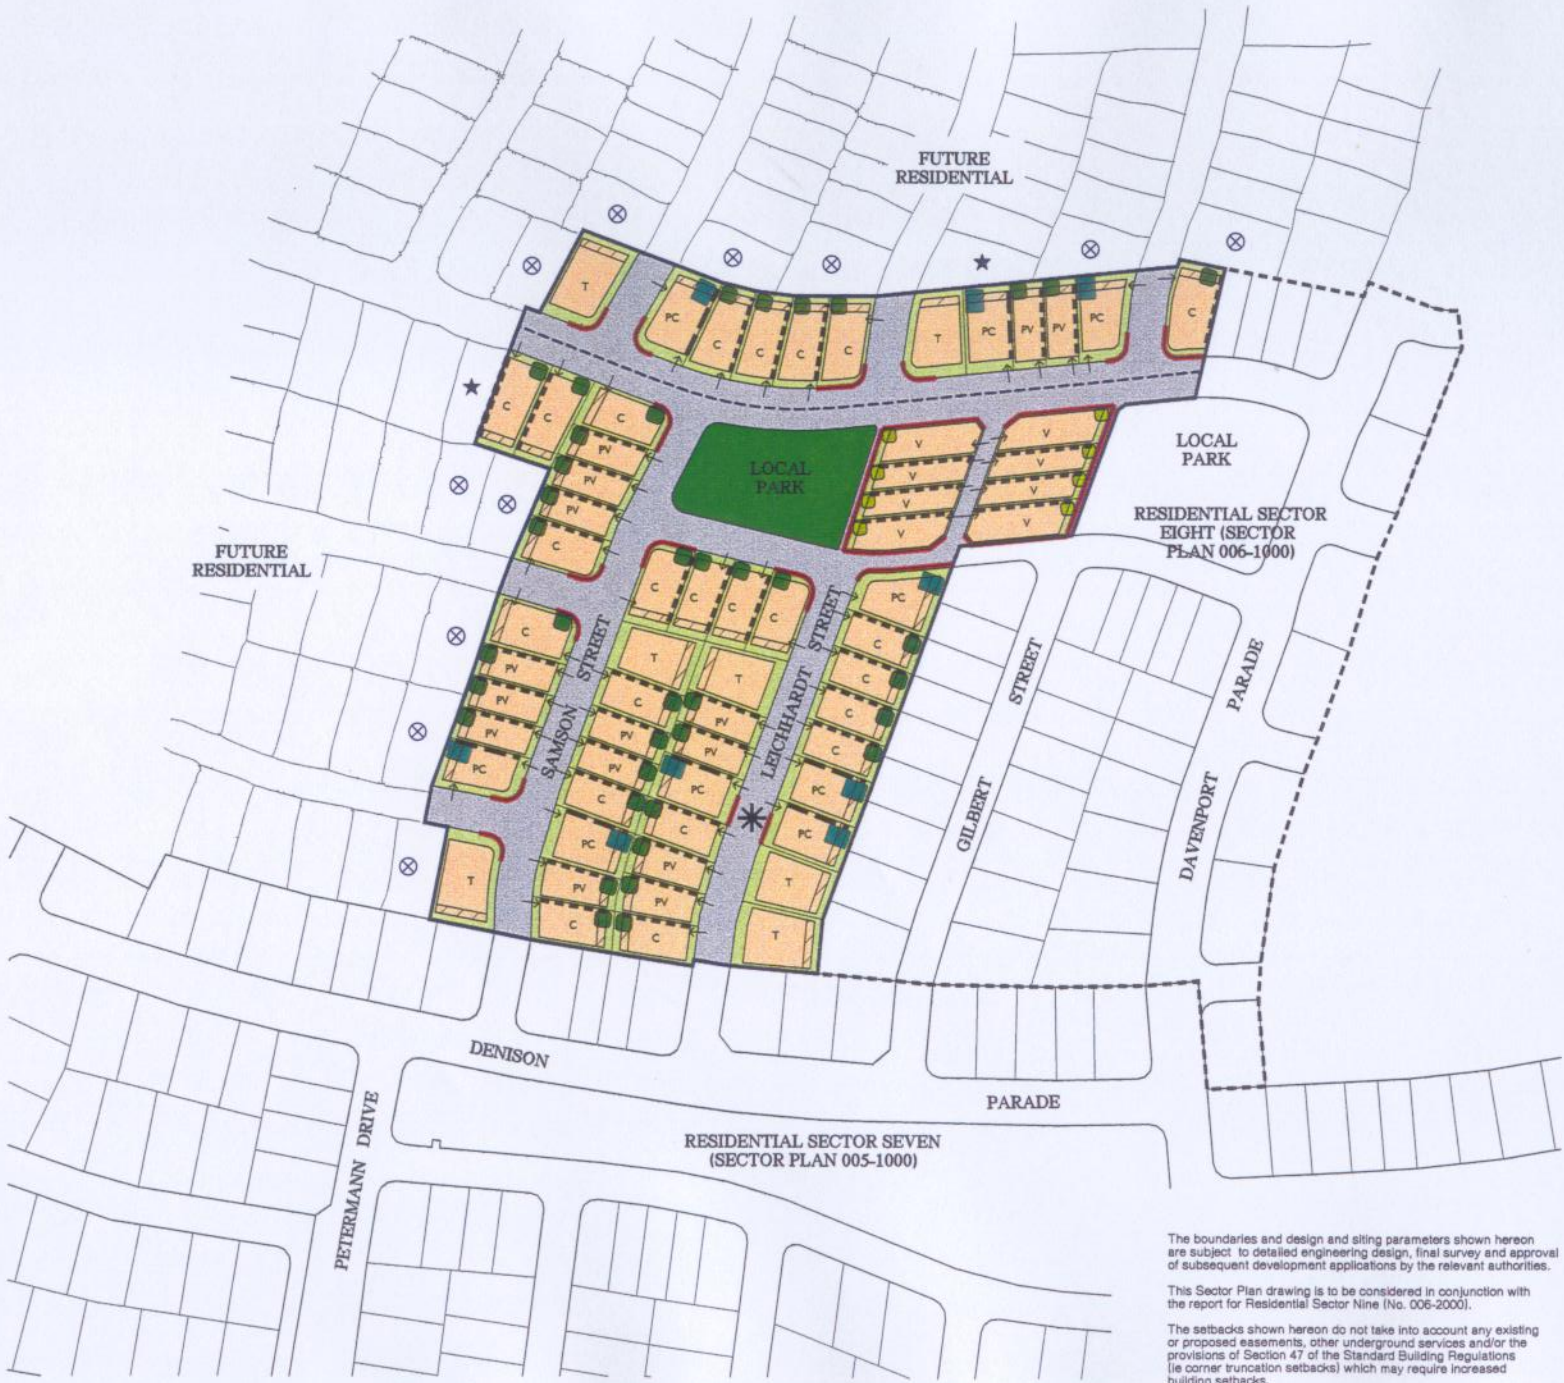 FUTURE
RESIDENTIAL
T
PC
C
C
C
C
T
PC
PV
PV
PC
C
C
C
C
PV
PV
PV
C
LOCAL
PARK
V
V
V
V
V
V
V
V
LOCAL
PARK
RESIDENTIAL SECTOR
EIGHT (SECTOR
PLAN 006-1000)
FUTURE
RESIDENTIAL
C
PV
PV
PV
PC
T
SAMSON STREET
C
C
C
C
T
C
PV
PV
C
PC
PV
C
T
PV
PV
PC
C
PV
PV
C
LEICHHARDT STREET
PC
C
C
C
C
PC
PC
T
T
GILBERT STREET
DAVENPORT PARADE
DENISON PARADE
PETERMANN DRIVE
RESIDENTIAL SECTOR SEVEN
(SECTOR PLAN 005-1000)
The boundaries and design and siting parameters shown hereon
are subject to detailed engineering design, final survey and approval
of subsequent development applications by the relevant authorities.
This Sector Plan drawing is to be considered in conjunction with
the report for Residential Sector Nine (No. 006-2000).
The setbacks shown hereon do not take into account any existing
or proposed easements, other underground services and/or the
provisions of Section 47 of the Standard Building Regulations
(ie corner truncation setbacks) which may require increased
building setbacks.